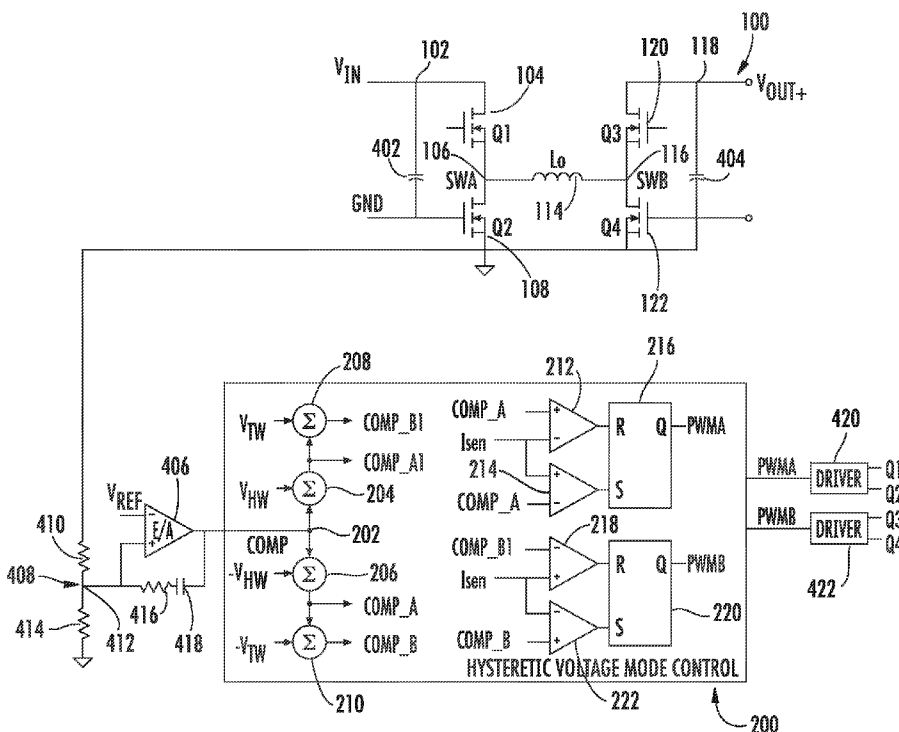 100
102
118
120
V_IN
104
V_OUT+
Q1
Q3
402
106
Lo
116
404
SWA
SWB
GND
114
Q2
Q4
108
122
208
212
216
V_TW
Σ
COMP_B1
COMP_A
+
R
Q
PWMA
Isen
−
420
COMP_A1
PWMA
DRIVER
Q1
Q2
406
V_REF
−
E/A
+
V_HW
Σ
204
214
+
−
S
COMP_A
410
COMP
202
218
PWMB
DRIVER
Q3
Q4
422
COMP_B1
−
+
R
Q
PWMB
408
-V_HW
Σ
206
Isen
416
418
COMP_A
414
412
-V_TW
Σ
COMP_B
−
+
S
220
COMP_B
HYSTERETIC VOLTAGE MODE CONTROL
210
222
200